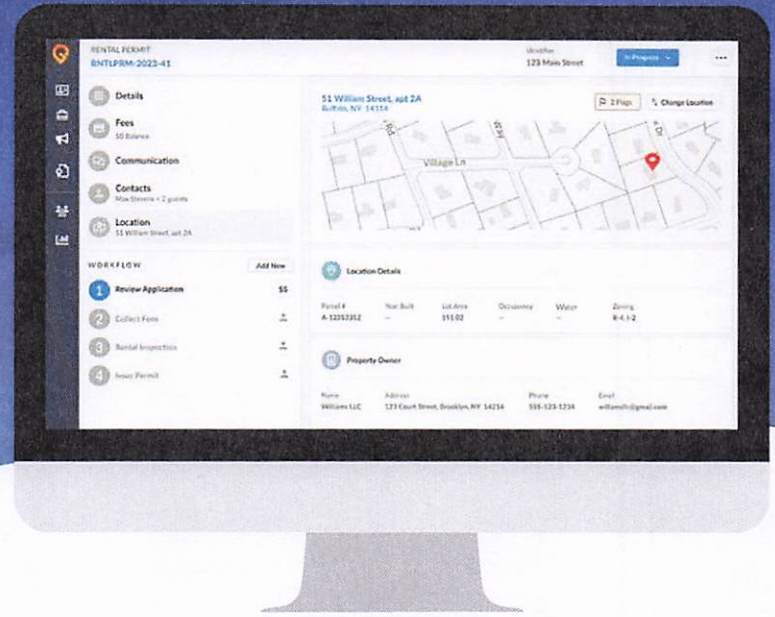 RENTAL PERMIT
RNTLPRM-2023-41
Identifier
123 Main Street
In Progress
Details
Fees
$0 Balance
Communication
Contacts
Max Stevens + 2 guests
Location
51 William Street, apt 2A
WORKFLOW
Add New
1 Review Application
SS
2 Collect Fees
3 Rental Inspection
4 Issue Permit
51 William Street, apt 2A
Buffalo, NY 14214
2 Flags
Change Location
Village Ln
Location Details
Parcel #
Year Built
Lot Area
Occupancy
Water
Zoning
A-12312312
--
151.02
--
--
R-4, I-2
Property Owner
Name
Address
Phone
Email
Williams LLC
123 Court Street, Brooklyn, NY 14214
555-123-1234
williamsllc@gmail.com